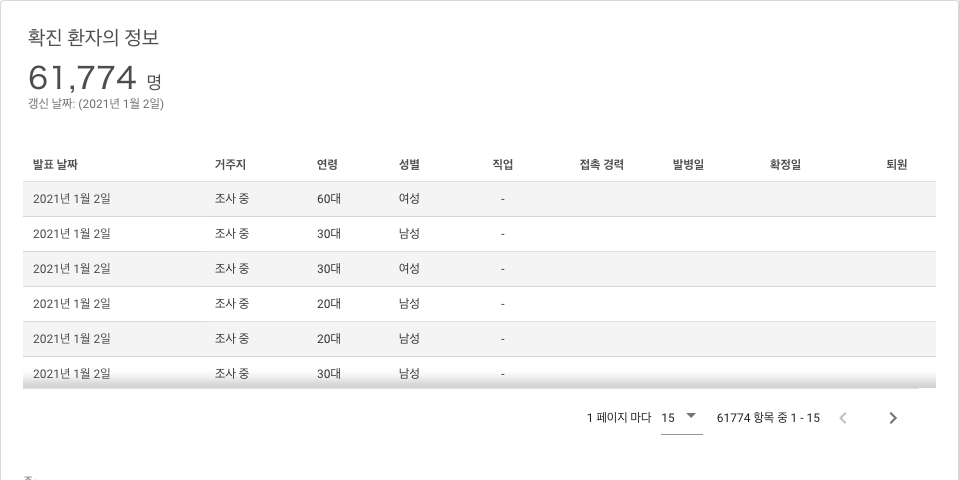 확진 환자의 정보
61,774 명
갱신 날짜: (2021년 1월 2일)
발표 날짜 거주지 연령 성별 직업 접촉 경력 발병일 확정일 퇴원
2021년 1월 2일 조사 중 60대 여성 -
2021년 1월 2일 조사 중 30대 남성 -
2021년 1월 2일 조사 중 30대 여성 -
2021년 1월 2일 조사 중 20대 남성 -
2021년 1월 2일 조사 중 20대 남성 -
2021년 1월 2일 조사 중 30대 남성 -
1 페이지 마다 15 61774 항목 중 1 - 15